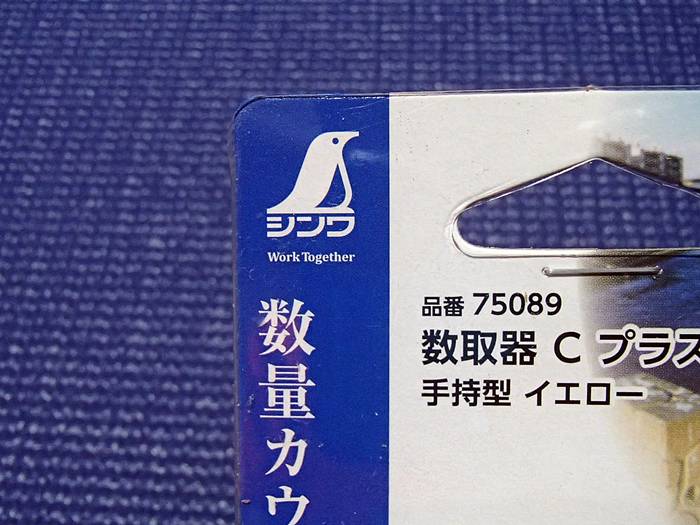 シンワ
Work Together
数量カウ
品番 75089
数取器 C プラス
手持型 イエロー